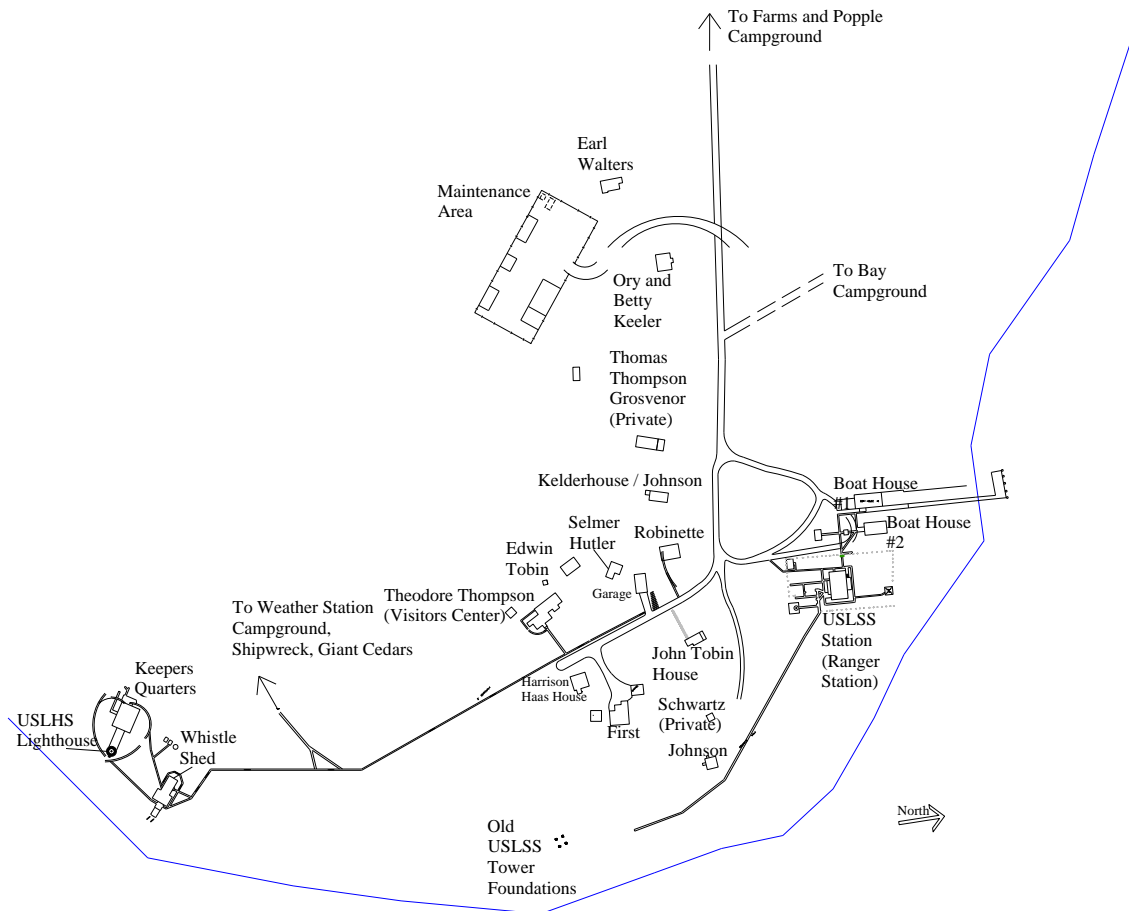 To Farms and Popple
Campground
Earl
Walters
Maintenance
Area
To Bay
Campground
Ory and
Betty
Keeler
Thomas
Thompson
Grosvenor
(Private)
Kelderhouse / Johnson
Boat House
#1
Boat House
#2
Selmer
Hutler
Robinette
Edwin
Tobin
Garage
Theodore Thompson
(Visitors Center)
To Weather Station
Campground,
Shipwreck, Giant Cedars
USLSS
Station
(Ranger
Station)
John Tobin
House
Harrison
Haas House
Keepers
Quarters
Schwartz
(Private)
First
USLHS
Lighthouse
Whistle
Shed
Johnson
North
Old
USLSS
Tower
Foundations